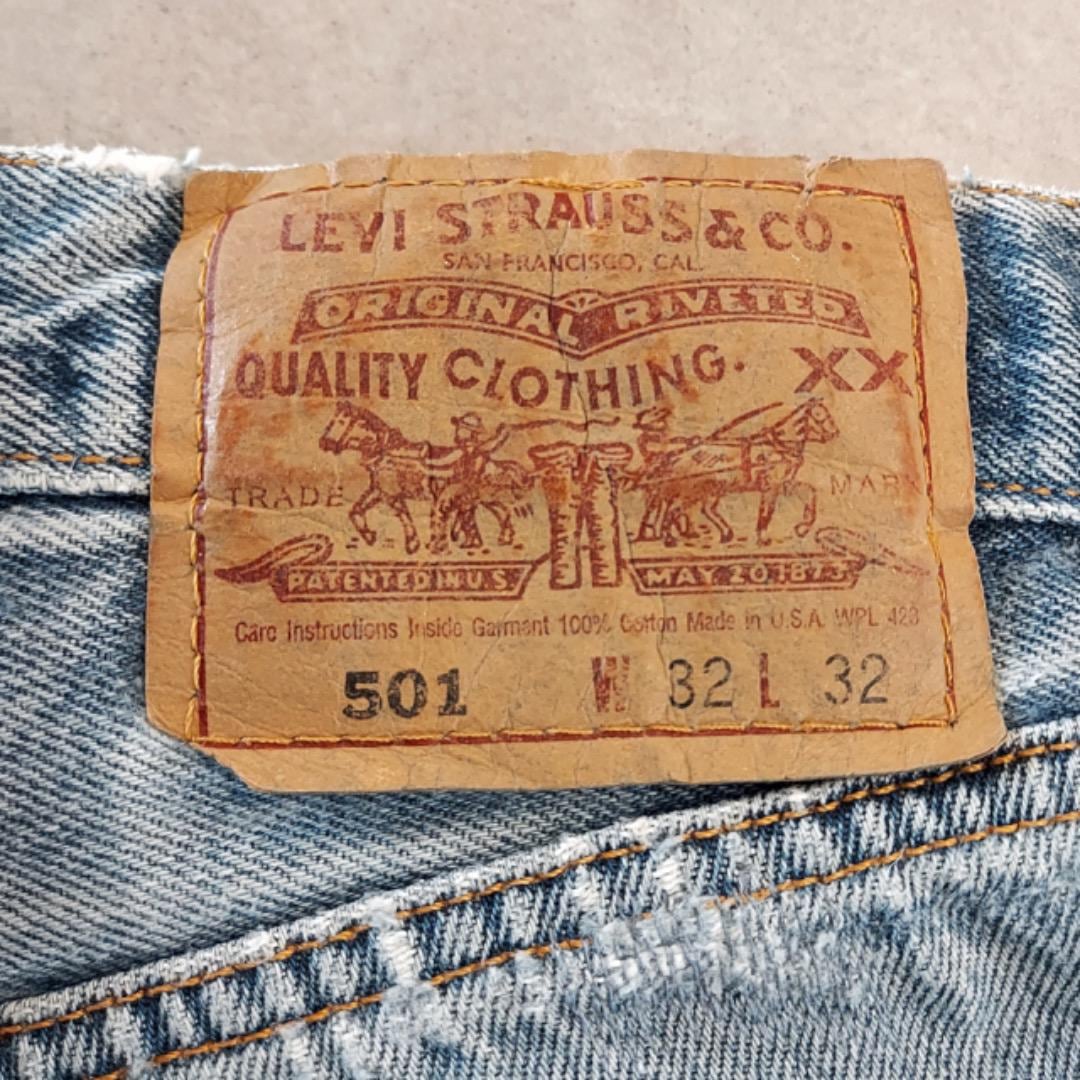 LEVI STRAUSS & CO.
SAN FRANCISCO, CAL.
ORIGINAL RIVETED
QUALITY CLOTHING. XX
TRADE MARK
PATENTED IN U.S. MAY 20 1873
Care Instructions Inside Garment 100% Cotton Made in U.S.A. WPL 423
501 W 32 L 32